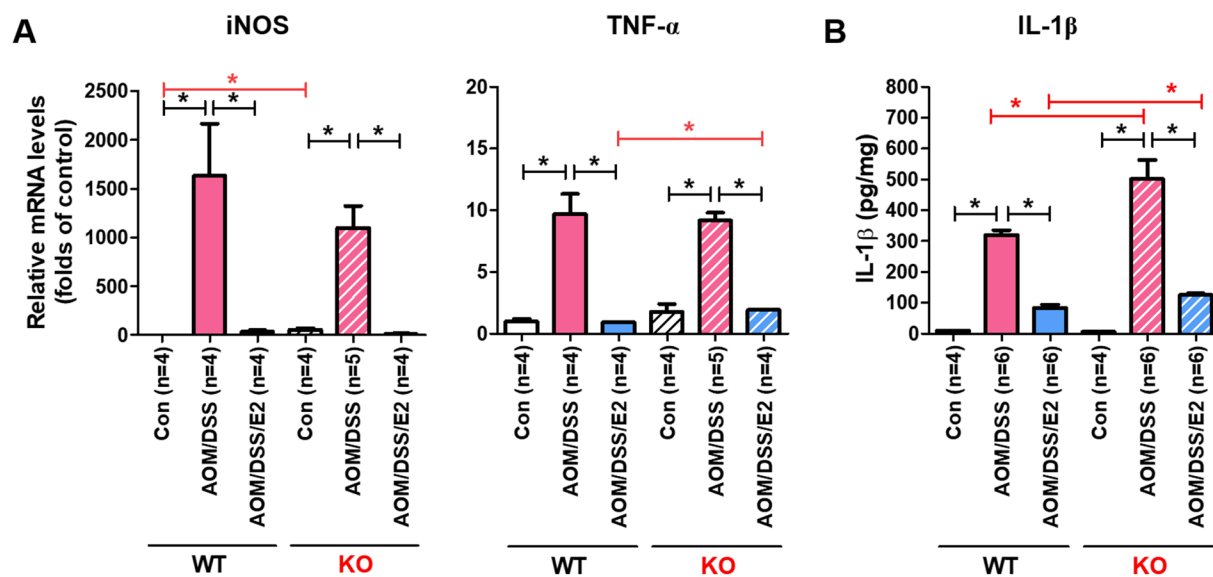 A
iNOS
Relative mRNA levels
(folds of control)
2500
2000
1500
1000
500
0
*
* *
* *
Con (n=4)
AOM/DSS (n=4)
AOM/DSS/E2 (n=4)
Con (n=4)
AOM/DSS (n=5)
AOM/DSS/E2 (n=4)
WT
KO
TNF-α
20
15
10
5
0
*
* *
* *
Con (n=4)
AOM/DSS (n=4)
AOM/DSS/E2 (n=4)
Con (n=4)
AOM/DSS (n=5)
AOM/DSS/E2 (n=4)
WT
KO
B
IL-1β
IL-1β (pg/mg)
800
700
600
500
400
300
200
100
0
*
*
* *
* *
Con (n=4)
AOM/DSS (n=6)
AOM/DSS/E2 (n=6)
Con (n=4)
AOM/DSS (n=6)
AOM/DSS/E2 (n=6)
WT
KO